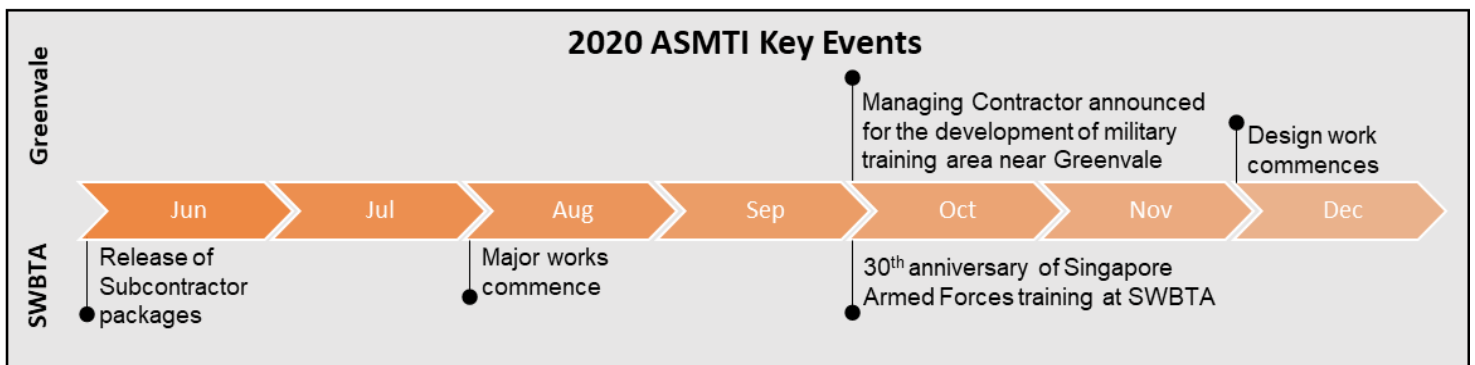 2020 ASMTI Key Events
Greenvale
Managing Contractor announced
for the development of military
training area near Greenvale
Design work
commences
Jun
Jul
Aug
Sep
Oct
Nov
Dec
SWBTA
Release of
Subcontractor
packages
Major works
commence
30th anniversary of Singapore
Armed Forces training at SWBTA